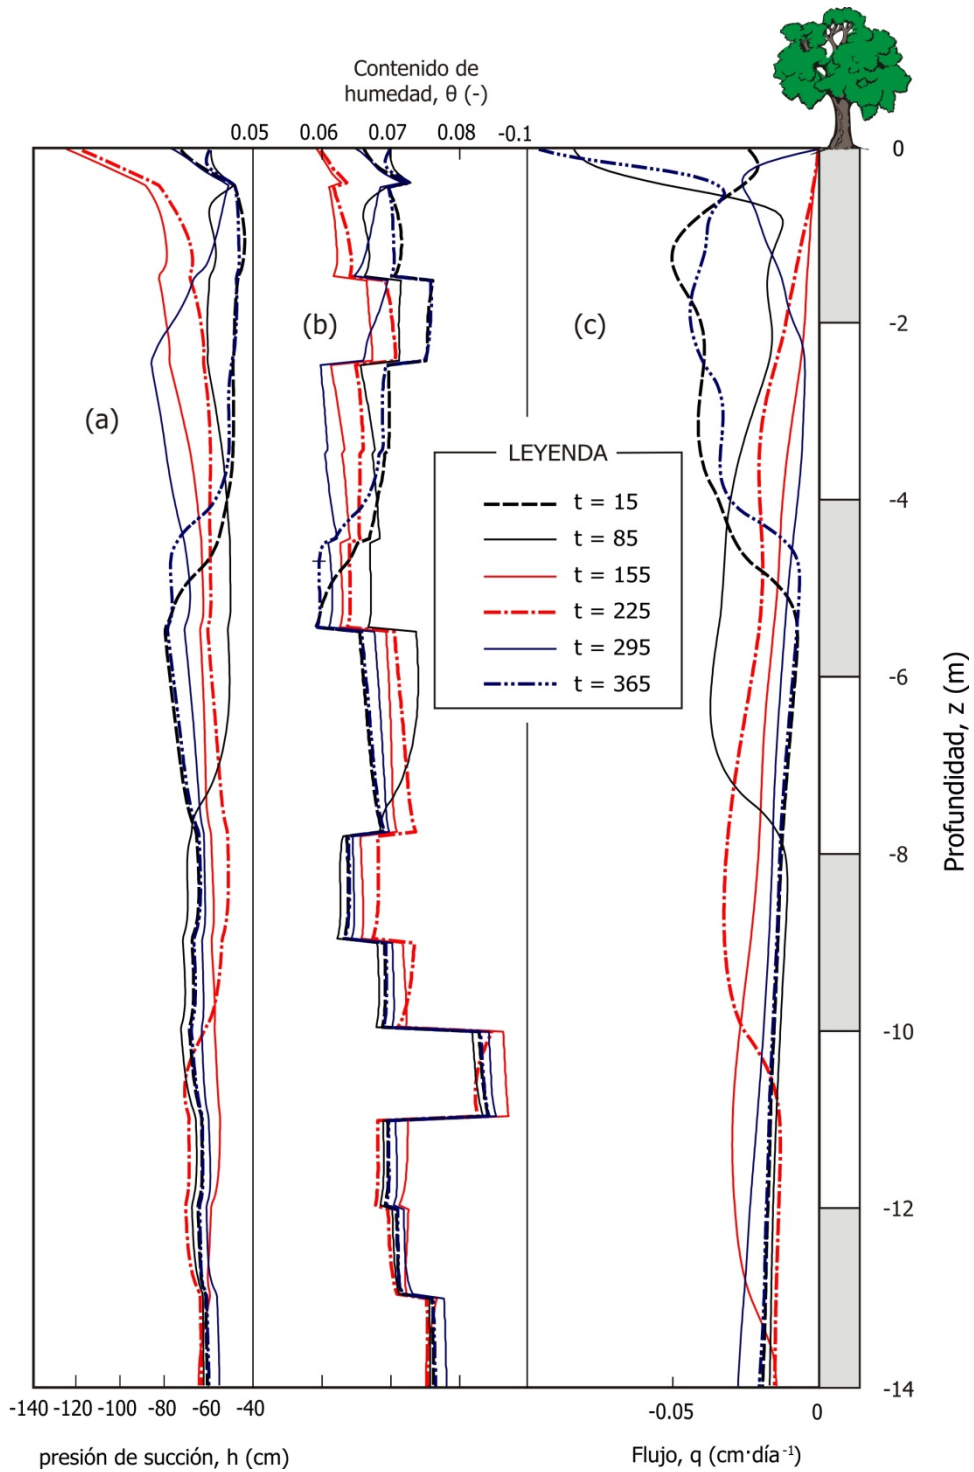 Contenido de
humedad, θ (-)
0.05 0.06 0.07 0.08 -0.1
0
(b)
(c)
-2
(a)
LEYENDA
t = 15
t = 85
t = 155
t = 225
t = 295
t = 365
-4
-6
-8
-10
-12
-14
Profundidad, z (m)
-140 -120 -100 -80 -60 -40
-0.05 0
presión de succión, h (cm)
Flujo, q (cm·día⁻¹)